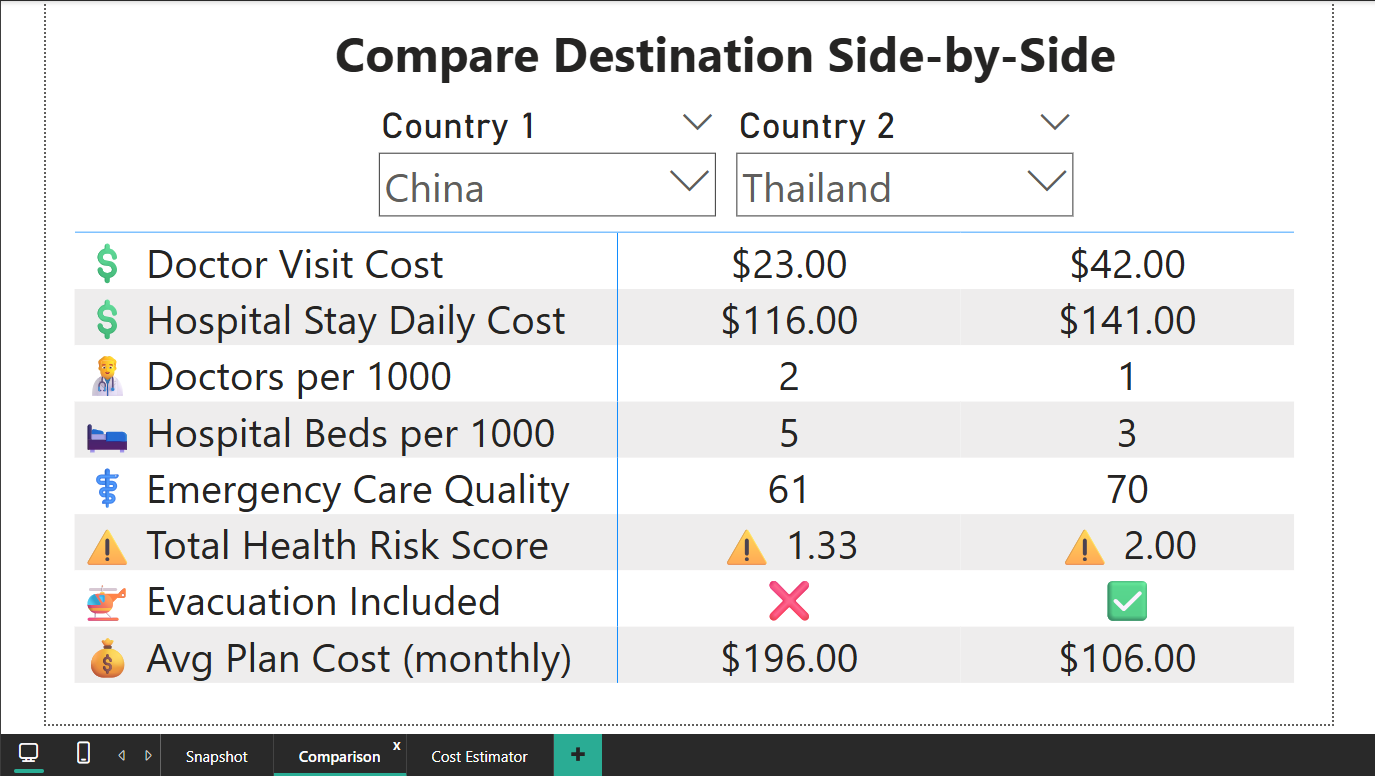 Compare Destination Side-by-Side
Country 1 Country 2
China Thailand
Doctor Visit Cost $23.00 $42.00
Hospital Stay Daily Cost $116.00 $141.00
Doctors per 1000 2 1
Hospital Beds per 1000 5 3
Emergency Care Quality 61 70
Total Health Risk Score 1.33 2.00
Evacuation Included
Avg Plan Cost (monthly) $196.00 $106.00
Snapshot Comparison x Cost Estimator +